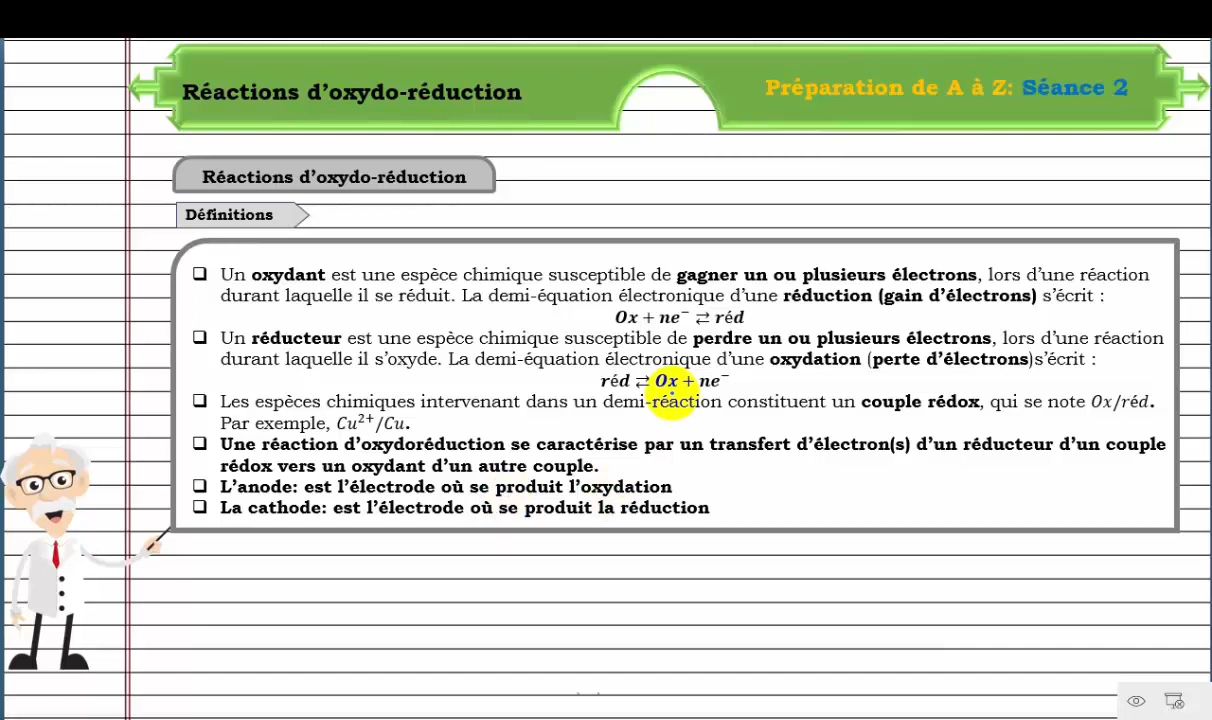 Réactions d’oxydo-réduction
Préparation de A à Z: Séance 2
Réactions d’oxydo-réduction
Définitions
❑ Un oxydant est une espèce chimique susceptible de gagner un ou plusieurs électrons, lors d’une réaction
durant laquelle il se réduit. La demi-équation électronique d’une réduction (gain d’électrons) s’écrit :
Ox + ne⁻ ⇄ réd
❑ Un réducteur est une espèce chimique susceptible de perdre un ou plusieurs électrons, lors d’une réaction
durant laquelle il s’oxyde. La demi-équation électronique d’une oxydation (perte d’électrons)s’écrit :
réd ⇄ Ox + ne⁻
❑ Les espèces chimiques intervenant dans un demi-réaction constituent un couple rédox, qui se note Ox/réd.
Par exemple, Cu²⁺/Cu.
❑ Une réaction d’oxydoréduction se caractérise par un transfert d’électron(s) d’un réducteur d’un couple
rédox vers un oxydant d’un autre couple.
❑ L’anode: est l’électrode où se produit l’oxydation
❑ La cathode: est l’électrode où se produit la réduction